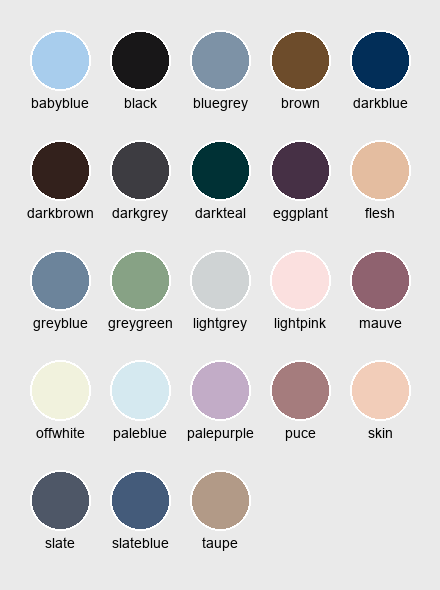 babyblue black bluegrey brown darkblue
darkbrown darkgrey darkteal eggplant flesh
greyblue greygreen lightgrey lightpink mauve
offwhite paleblue palepurple puce skin
slate slateblue taupe